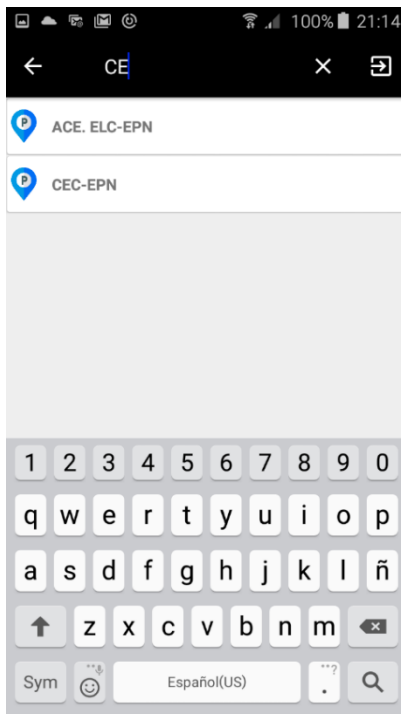 100% 21:14
CE
P ACE. ELC-EPN
P CEC-EPN
1 2 3 4 5 6 7 8 9 0
q w e r t y u i o p
a s d f g h j k l ñ
z x c v b n m
Sym Español(US) . ?